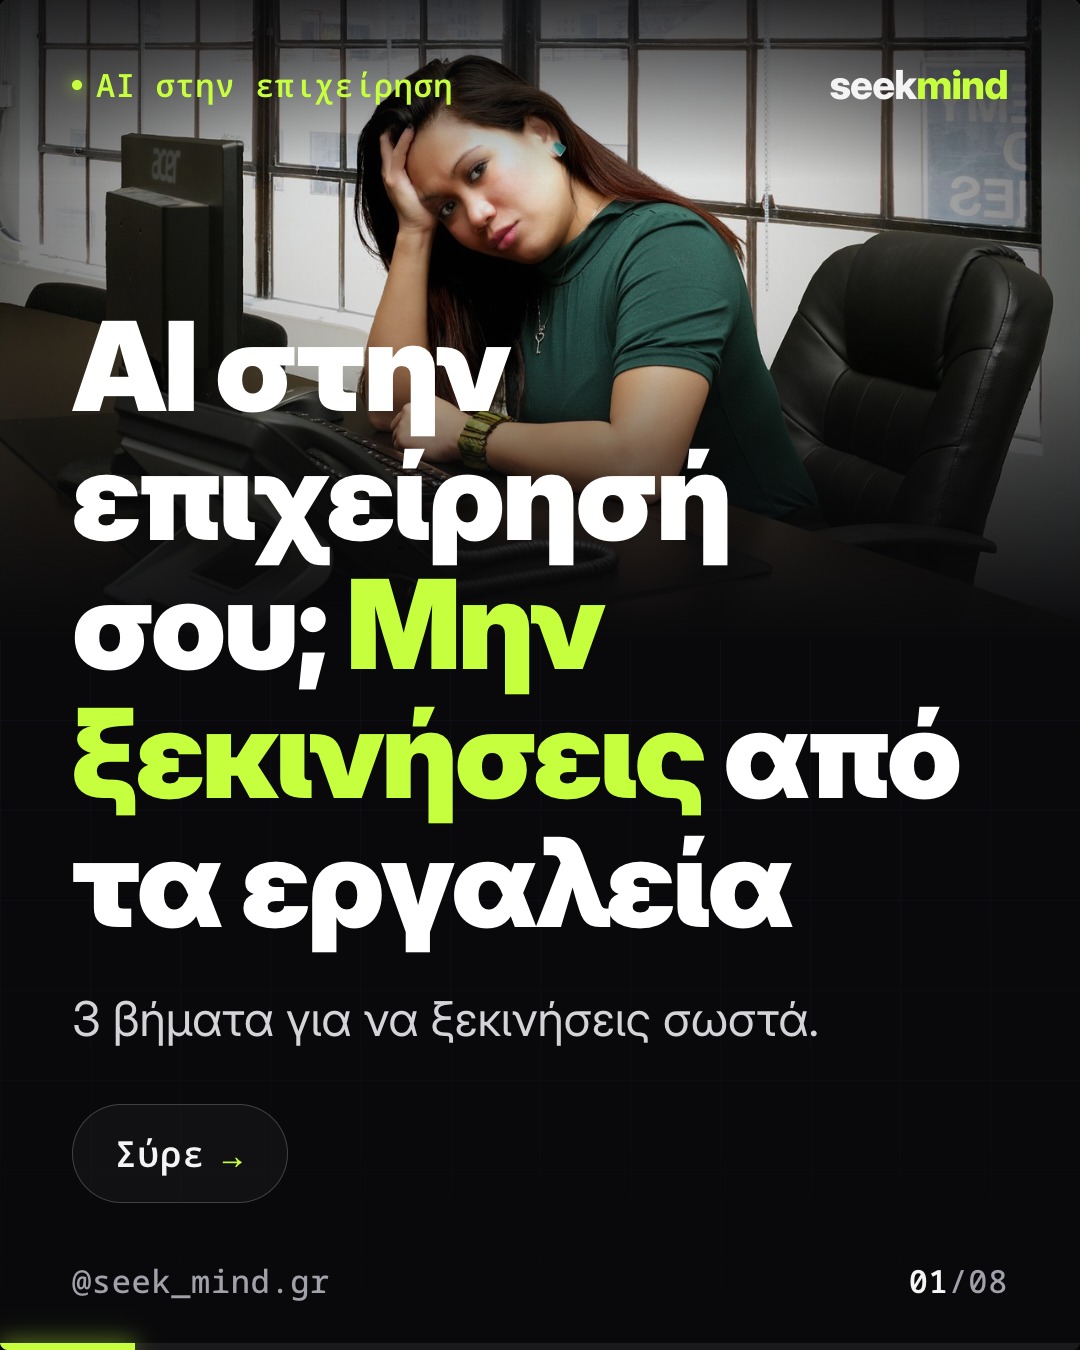 • AI στην επιχείρηση
seekmind
acer
AI στην
επιχείρησή
σου; Μην
ξεκινήσεις από
τα εργαλεία
3 βήματα για να ξεκινήσεις σωστά.
Σύρε →
@seek_mind.gr
01/08